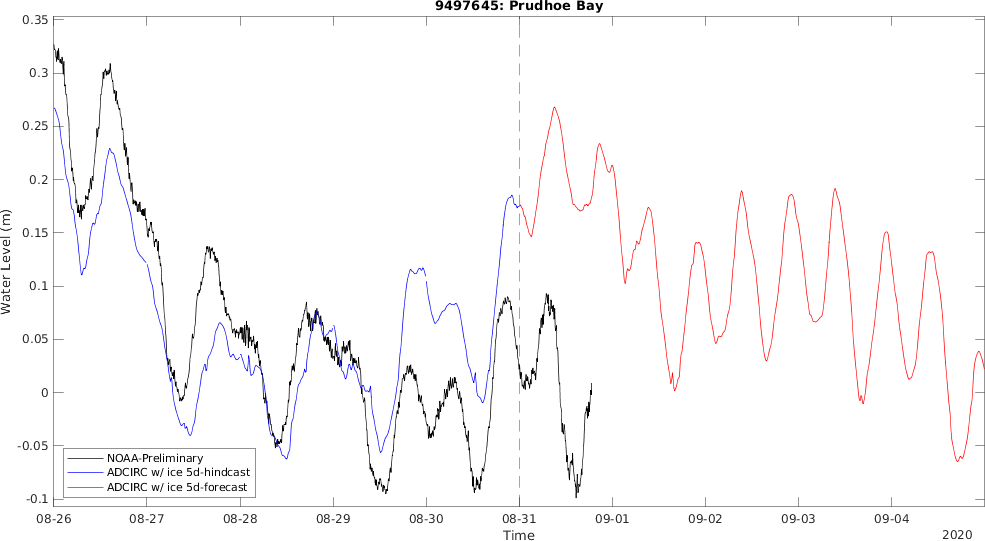 9497645: Prudhoe Bay
0.35
0.3
0.25
0.2
0.15
0.1
0.05
0
-0.05
-0.1
Water Level (m)
NOAA-Preliminary
ADCIRC w/ ice 5d-hindcast
ADCIRC w/ ice 5d-forecast
08-26 08-27 08-28 08-29 08-30 08-31 09-01 09-02 09-03 09-04
Time
2020